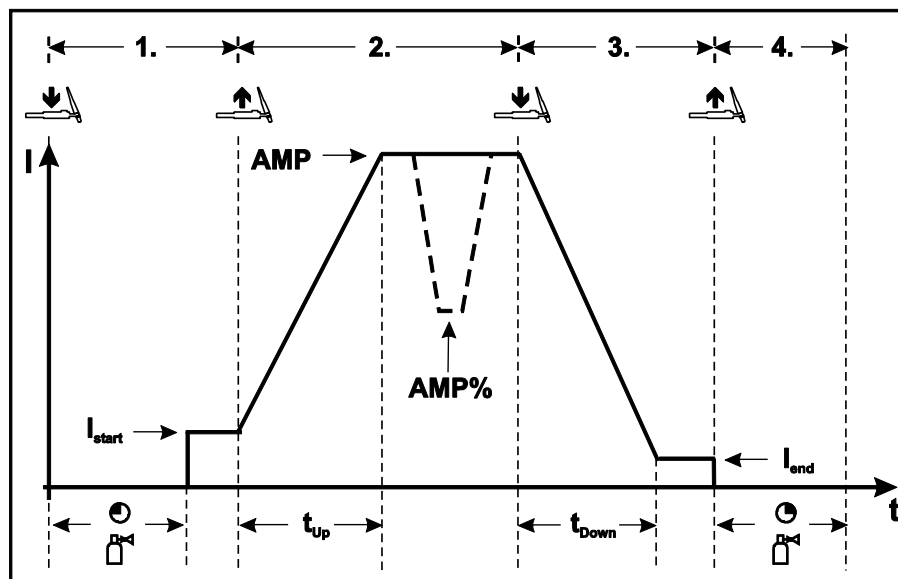 1. 2. 3. 4.
I
AMP
AMP%
Istart
Iend
t
tUp
tDown